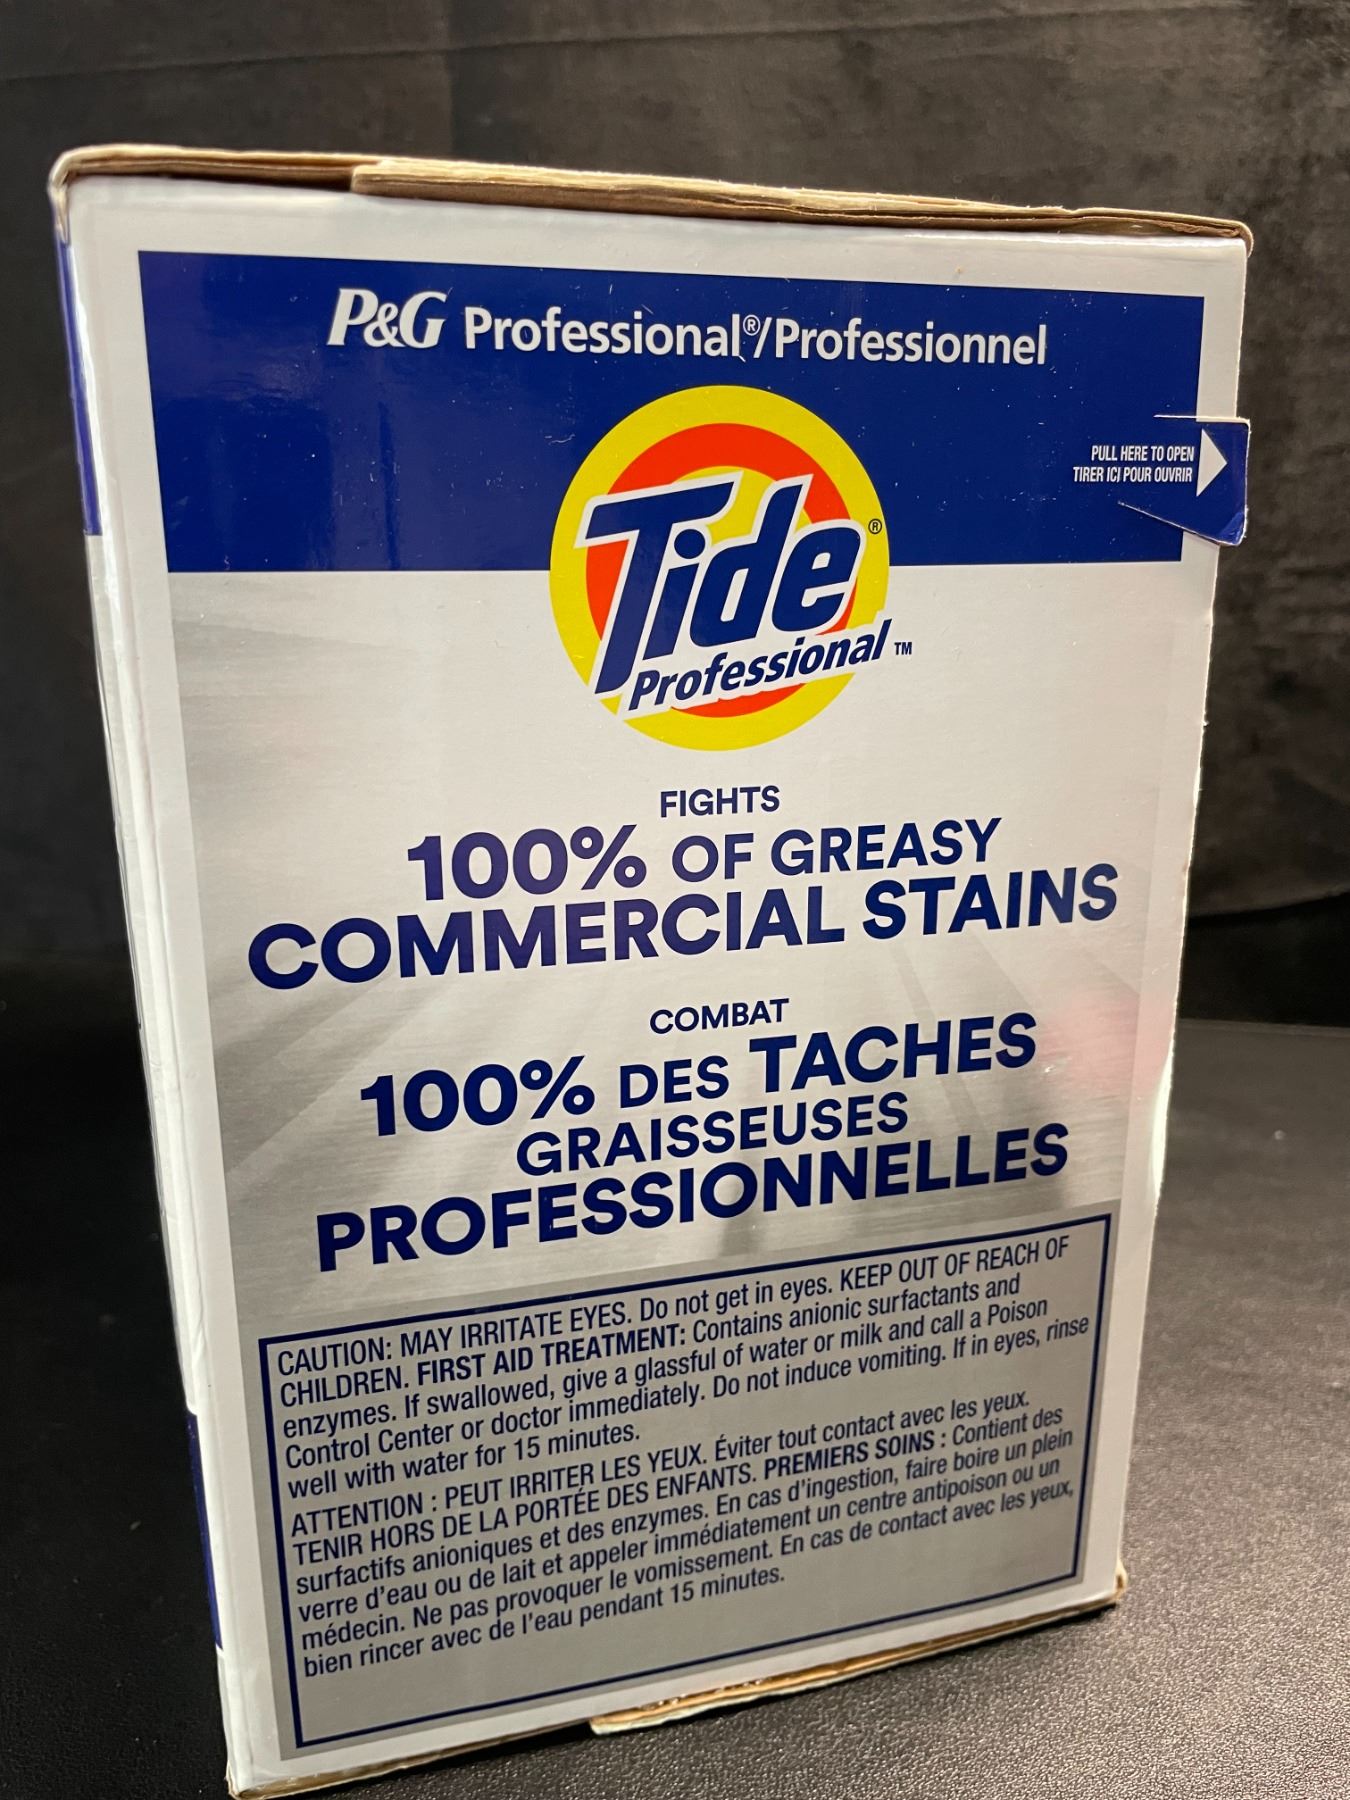 P&G Professional®/Professionnel
PULL HERE TO OPEN
TIRER ICI POUR OUVRIR
Tide®
Professional™
FIGHTS
100% OF GREASY
COMMERCIAL STAINS
COMBAT
100% DES TACHES
GRAISSEUSES
PROFESSIONNELLES
CAUTION: MAY IRRITATE EYES. Do not get in eyes. KEEP OUT OF REACH OF
CHILDREN. FIRST AID TREATMENT: Contains anionic surfactants and
enzymes. If swallowed, give a glassful of water or milk and call a Poison
Control Center or doctor immediately. Do not induce vomiting. If in eyes, rinse
well with water for 15 minutes.
ATTENTION : PEUT IRRITER LES YEUX. Éviter tout contact avec les yeux.
TENIR HORS DE LA PORTÉE DES ENFANTS. PREMIERS SOINS : Contient des
surfactifs anioniques et des enzymes. En cas d'ingestion, faire boire un plein
verre d'eau ou de lait et appeler immédiatement un centre antipoison ou un
médecin. Ne pas provoquer le vomissement. En cas de contact avec les yeux,
bien rincer avec de l'eau pendant 15 minutes.